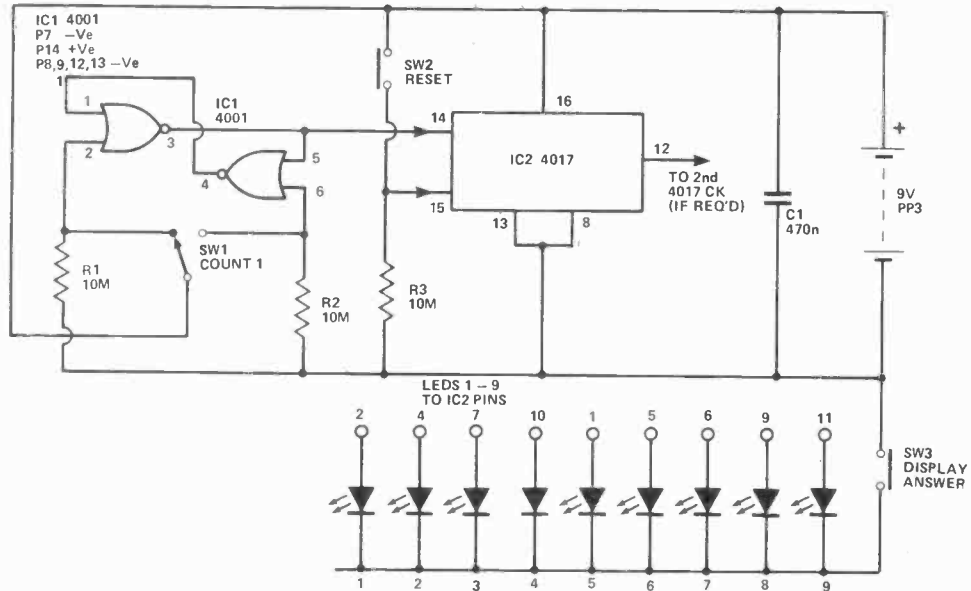 IC1 4001
P7 –Ve
P14 +Ve
P8,9,12,13 –Ve
1
1
2
3
IC1
4001
4
5
6
SW1
COUNT 1
R1
10M
R2
10M
SW2
RESET
R3
10M
14
15
16
IC2 4017
13
8
12
TO 2nd
4017 CK
(IF REQ'D)
C1
470n
+
9V
PP3
LEDS 1 – 9
TO IC2 PINS
2 4 7 10 1 5 6 9 11
SW3
DISPLAY
ANSWER
1 2 3 4 5 6 7 8 9